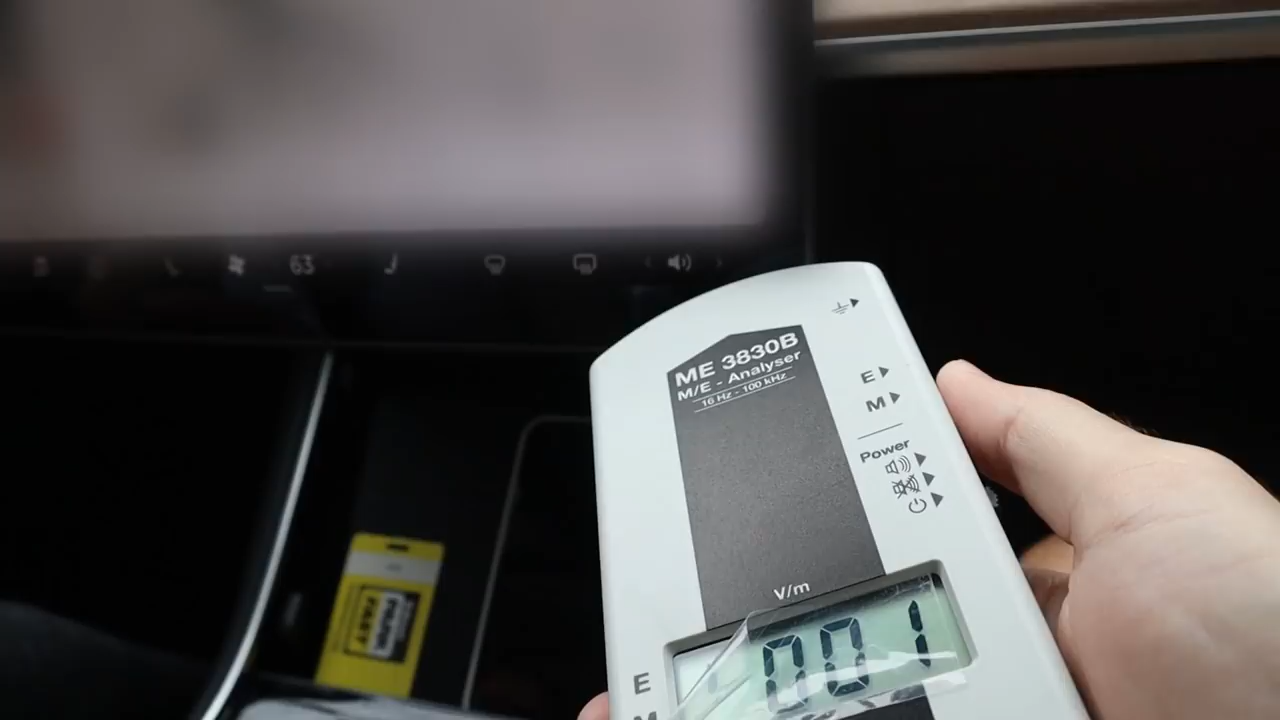 63
ME 3830B
M/E - Analyser
16 Hz - 100 kHz
E
M
Power
V/m
001
E
M